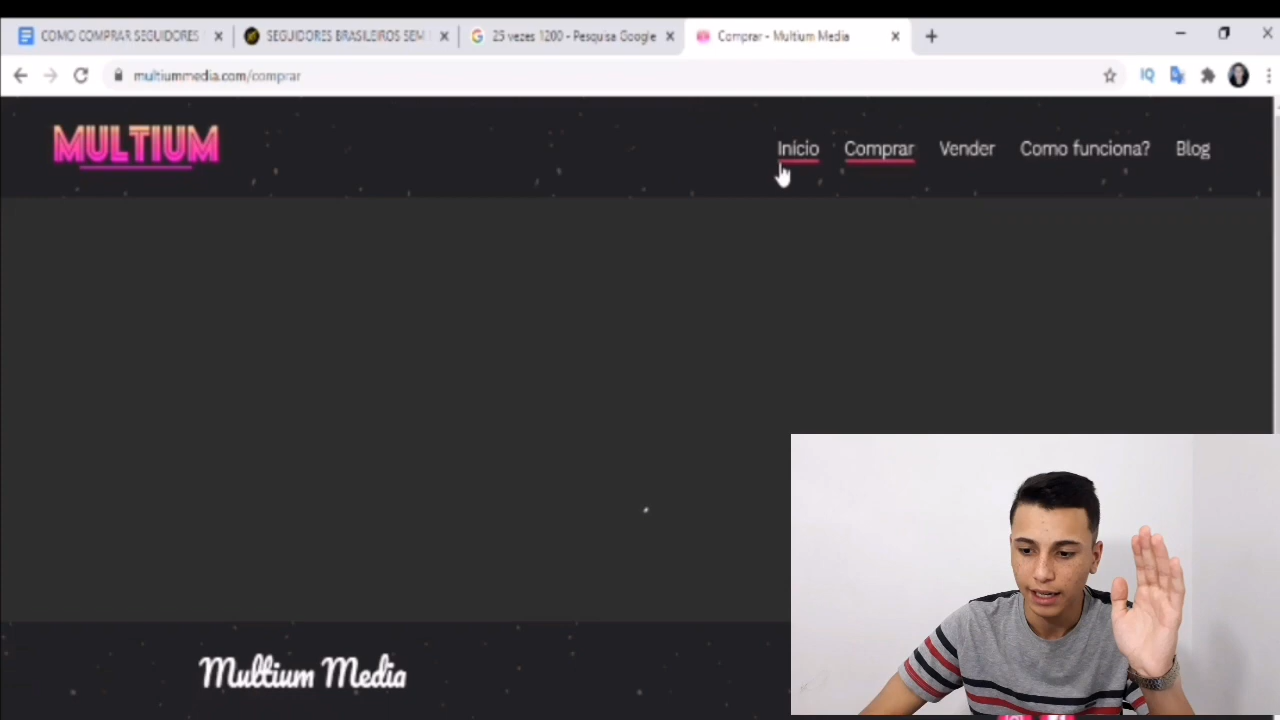 COMO COMPRAR SEGUIDORES
SEGUIDORES BRASILEIROS SEM
25 vezes 1200 - Pesquisa Google
Comprar - Multium Media
multiummedia.com/comprar
IQ
MULTIUM
Início
Comprar
Vender
Como funciona?
Blog
Multium Media